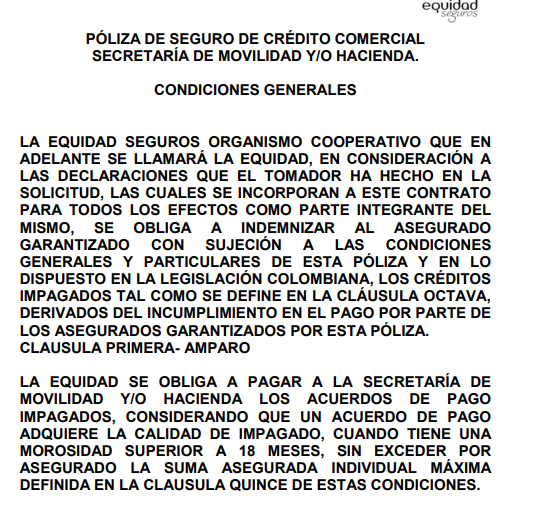 equidad
seguros
PÓLIZA DE SEGURO DE CRÉDITO COMERCIAL
SECRETARÍA DE MOVILIDAD Y/O HACIENDA.
CONDICIONES GENERALES
LA EQUIDAD SEGUROS ORGANISMO COOPERATIVO QUE EN
ADELANTE SE LLAMARÁ LA EQUIDAD, EN CONSIDERACIÓN A
LAS DECLARACIONES QUE EL TOMADOR HA HECHO EN LA
SOLICITUD, LAS CUALES SE INCORPORAN A ESTE CONTRATO
PARA TODOS LOS EFECTOS COMO PARTE INTEGRANTE DEL
MISMO, SE OBLIGA A INDEMNIZAR AL ASEGURADO
GARANTIZADO CON SUJECIÓN A LAS CONDICIONES
GENERALES Y PARTICULARES DE ESTA PÓLIZA Y EN LO
DISPUESTO EN LA LEGISLACIÓN COLOMBIANA, LOS CRÉDITOS
IMPAGADOS TAL COMO SE DEFINE EN LA CLÁUSULA OCTAVA,
DERIVADOS DEL INCUMPLIMIENTO EN EL PAGO POR PARTE DE
LOS ASEGURADOS GARANTIZADOS POR ESTA PÓLIZA.
CLAUSULA PRIMERA- AMPARO
LA EQUIDAD SE OBLIGA A PAGAR A LA SECRETARÍA DE
MOVILIDAD Y/O HACIENDA LOS ACUERDOS DE PAGO
IMPAGADOS, CONSIDERANDO QUE UN ACUERDO DE PAGO
ADQUIERE LA CALIDAD DE IMPAGADO, CUANDO TIENE UNA
MOROSIDAD SUPERIOR A 18 MESES, SIN EXCEDER POR
ASEGURADO LA SUMA ASEGURADA INDIVIDUAL MÁXIMA
DEFINIDA EN LA CLAUSULA QUINCE DE ESTAS CONDICIONES.